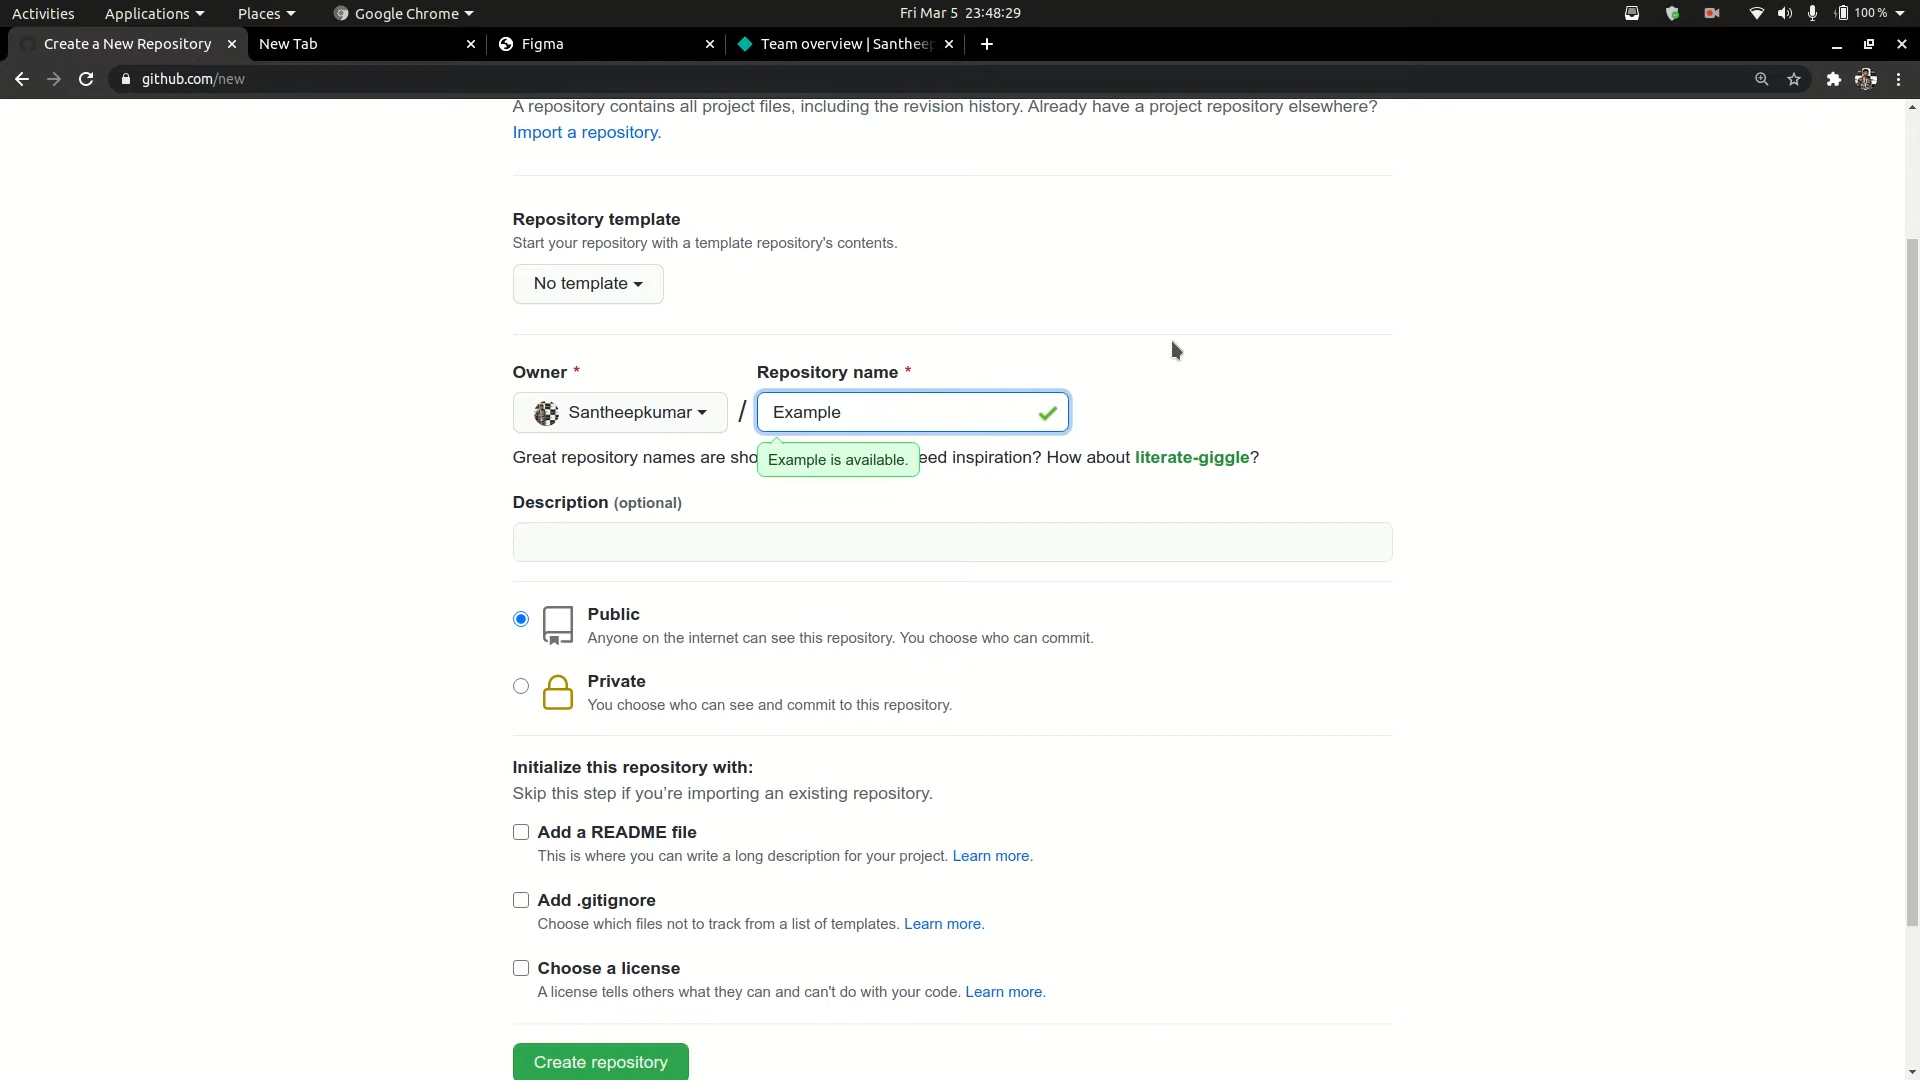 Activities Applications Places Google Chrome Fri Mar 5 23:48:29 100 %
Create a New Repository New Tab Figma Team overview | Santheep
github.com/new
A repository contains all project files, including the revision history. Already have a project repository elsewhere?
Import a repository.
Repository template
Start your repository with a template repository's contents.
No template
Owner * Repository name *
Santheepkumar / Example
Great repository names are sho Example is available. eed inspiration? How about literate-giggle?
Description (optional)
Public
Anyone on the internet can see this repository. You choose who can commit.
Private
You choose who can see and commit to this repository.
Initialize this repository with:
Skip this step if you’re importing an existing repository.
Add a README file
This is where you can write a long description for your project. Learn more.
Add .gitignore
Choose which files not to track from a list of templates. Learn more.
Choose a license
A license tells others what they can and can't do with your code. Learn more.
Create repository